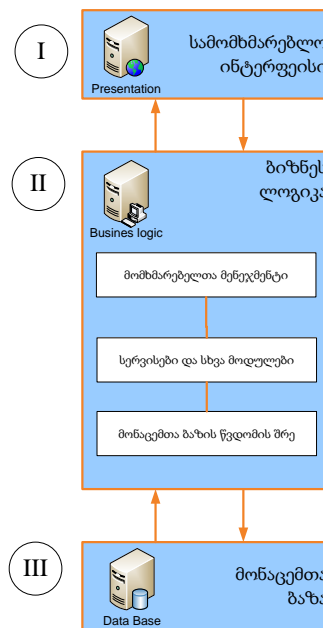 I
სამომხმარებლო
ინტერფეისი
Presentation
II
ბიზნეს
ლოგიკა
Busines logic
მომხმარებელთა მენეჯმენტი
სერვისები და სხვა მოდულები
მონაცემთა ბაზის წვდომის შრე
III
მონაცემთა
ბაზა
Data Base